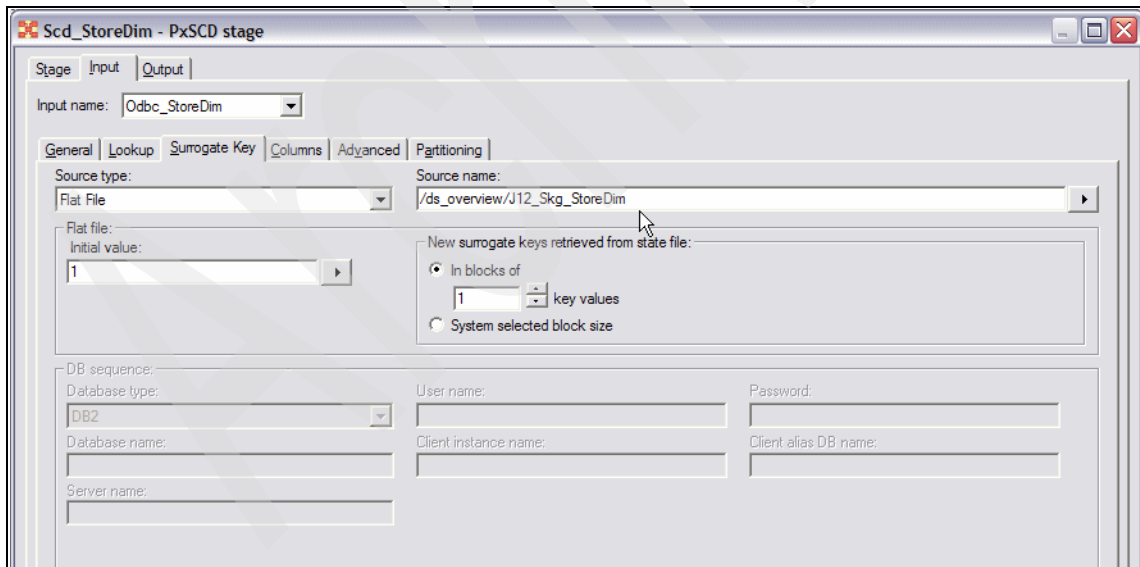 Scd_StoreDim - PxSCD stage
Stage Input Output
Input name: Odbc_StoreDim
General Lookup Surrogate Key Columns Advanced Partitioning
Source type: Source name:
Flat File /ds_overview/J12_Skg_StoreDim
Flat file:
Initial value: New surrogate keys retrieved from state file:
1 In blocks of
1 key values
System selected block size
DB sequence:
Database type: User name: Password:
DB2
Database name: Client instance name: Client alias DB name:
Server name: